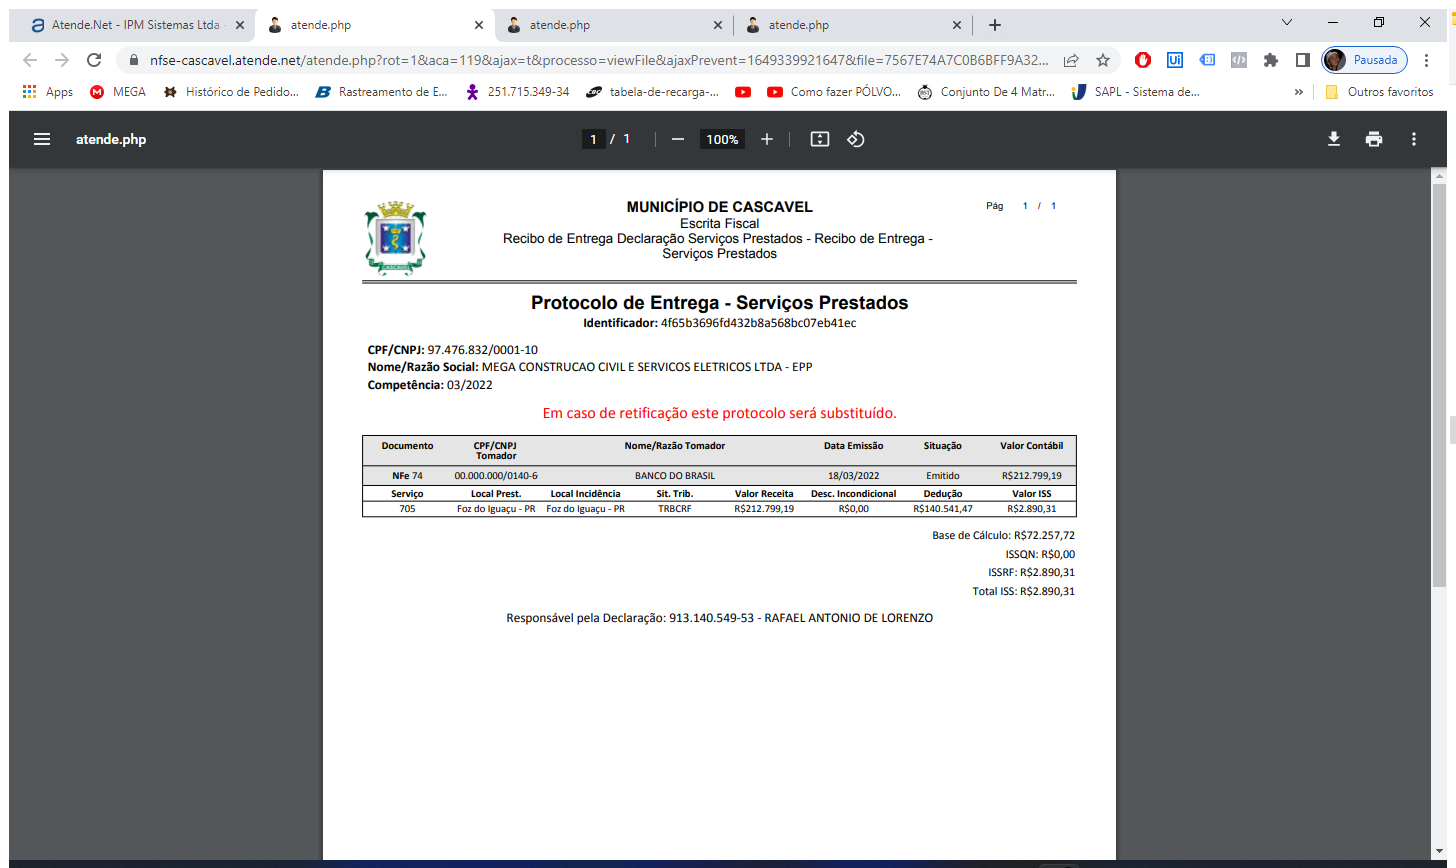 Atende.Net - IPM Sistemas Ltda -
atende.php
atende.php
atende.php
nfse-cascavel.atende.net/atende.php?rot=1&aca=119&ajax=t&processo=viewFile&ajaxPrevent=1649339921647&file=7567E74A7C0B6BFF9A32...
Pausada
Apps
MEGA
Histórico de Pedido...
Rastreamento de E...
251.715.349-34
tabela-de-recarga-...
Como fazer PÓLVO...
Conjunto De 4 Matr...
SAPL - Sistema de...
»
Outros favoritos
atende.php
1 / 1
100%
MUNICÍPIO DE CASCAVEL
Pág 1 / 1
Escrita Fiscal
Recibo de Entrega Declaração Serviços Prestados - Recibo de Entrega -
Serviços Prestados
CASCAVEL
Protocolo de Entrega - Serviços Prestados
Identificador: 4f65b3696fd432b8a568bc07eb41ec
CPF/CNPJ: 97.476.832/0001-10
Nome/Razão Social: MEGA CONSTRUCAO CIVIL E SERVICOS ELETRICOS LTDA - EPP
Competência: 03/2022
Em caso de retificação este protocolo será substituído.
Documento CPF/CNPJ Tomador Nome/Razão Tomador Data Emissão Situação Valor Contábil
NFe 74 00.000.000/0140-6 BANCO DO BRASIL 18/03/2022 Emitido R$212.799,19
Serviço Local Prest. Local Incidência Sit. Trib. Valor Receita Desc. Incondicional Dedução Valor ISS
705 Foz do Iguaçu - PR Foz do Iguaçu - PR TRBCRF R$212.799,19 R$0,00 R$140.541,47 R$2.890,31
Base de Cálculo: R$72.257,72
ISSQN: R$0,00
ISSRF: R$2.890,31
Total ISS: R$2.890,31
Responsável pela Declaração: 913.140.549-53 - RAFAEL ANTONIO DE LORENZO